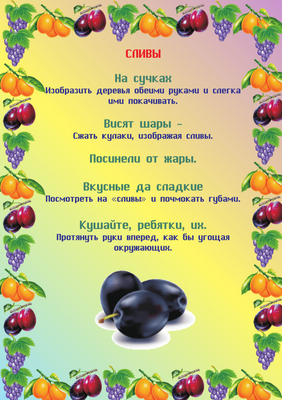 СЛИВЫ
На сучках
Изобразить деревья обеими руками и слегка
ими покачивать.
Висят шары –
Сжать кулаки, изображая сливы.
Посинели от жары.
Вкусные да сладкие
Посмотреть на «сливы» и почмокать губами.
Кушайте, ребятки, их.
Протянуть руки вперед, как бы угощая
окружающих.